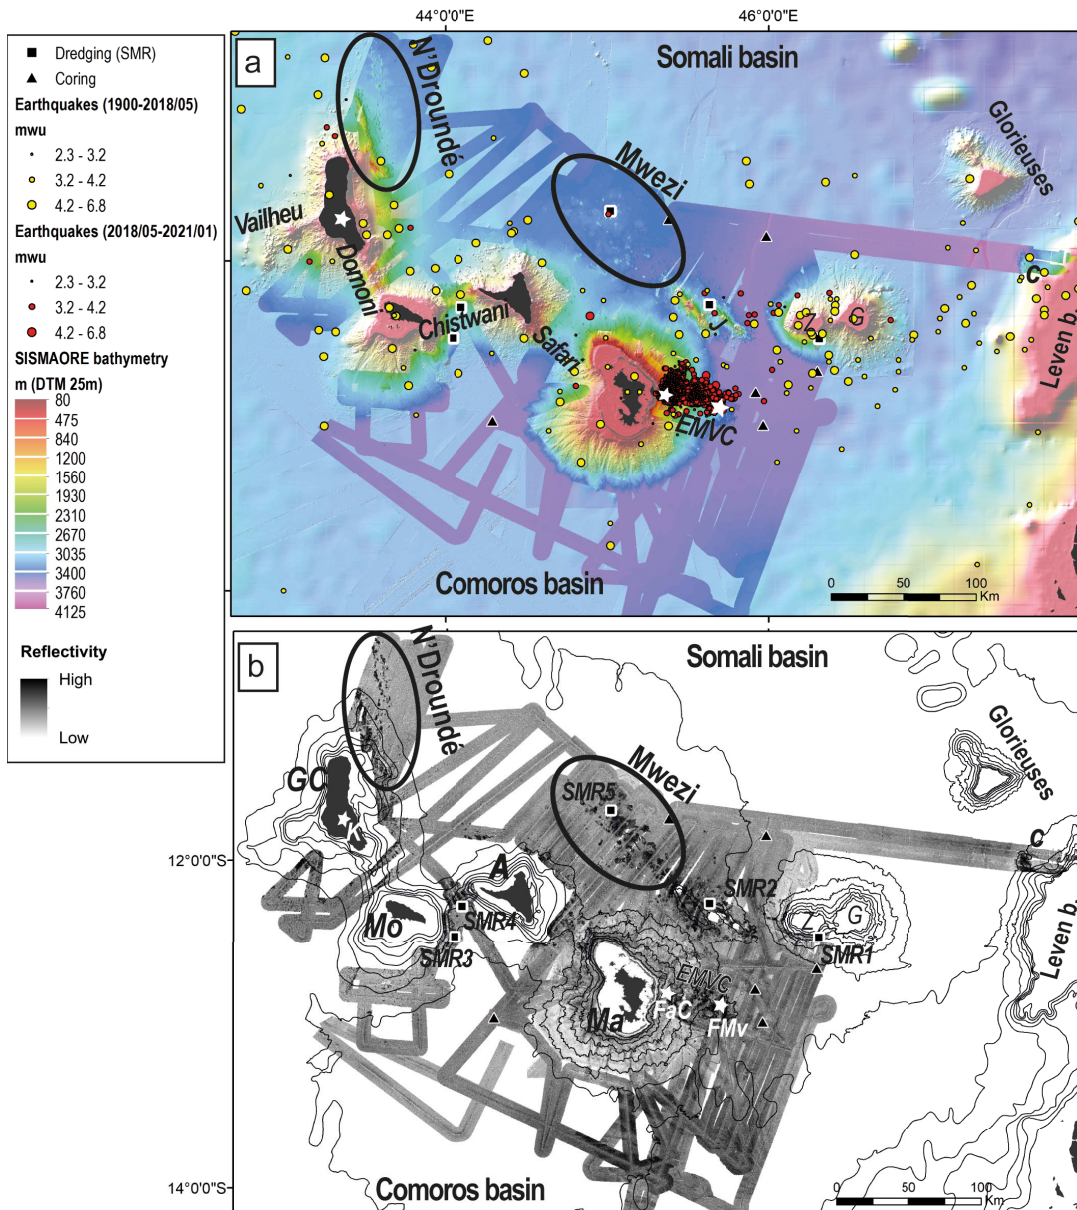 44°0'0"E
46°0'0"E
Dredging (SMR)
Coring
Earthquakes (1900-2018/05)
mwu
2.3 - 3.2
3.2 - 4.2
4.2 - 6.8
Earthquakes (2018/05-2021/01)
mwu
2.3 - 3.2
3.2 - 4.2
4.2 - 6.8
SISMAORE bathymetry
m (DTM 25m)
80
475
840
1200
1560
1930
2310
2670
3035
3400
3760
4125
Reflectivity
High
Low
a
Somali basin
N'Droundé
Mwezi
Glorieuses
Vailheu
Domoni
Chistwani
Safari
J
Z
G
C
Leven b.
EMVC
Comoros basin
0
50
100
Km
b
Somali basin
N'Droundé
Mwezi
Glorieuses
GC
K
SMR5
C
12°0'0"S
A
Mo
SMR4
SMR3
SMR2
J
Z
G
SMR1
Leven b.
EMVC
Ma
FaC
FMv
14°0'0"S
Comoros basin
0
50
100
Km